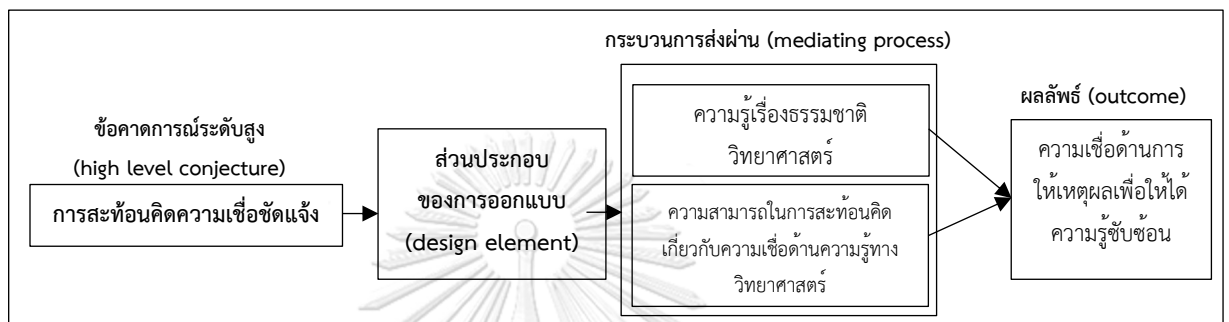 ข้อคาดการณ์ระดับสูง
(high level conjecture)
การสะท้อนคิดความเชื่อชัดแจ้ง
ส่วนประกอบ
ของการออกแบบ
(design element)
กระบวนการส่งผ่าน (mediating process)
ความรู้เรื่องธรรมชาติ
วิทยาศาสตร์
ความสามารถในการสะท้อนคิด
เกี่ยวกับความเชื่อด้านความรู้ทาง
วิทยาศาสตร์
ผลลัพธ์ (outcome)
ความเชื่อด้านการ
ให้เหตุผลเพื่อให้ได้
ความรู้ซับซ้อน